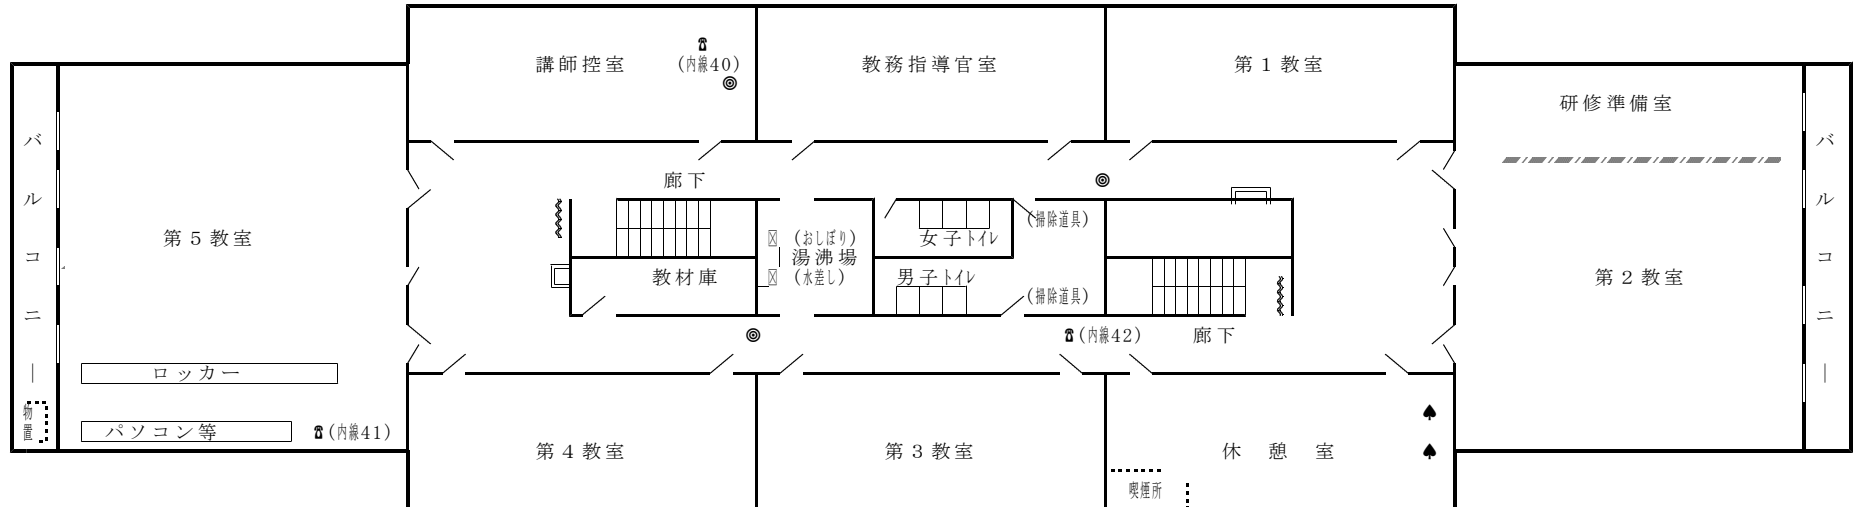 講師控室
☎
(内線40)
◎
教務指導官室
第１教室
研修準備室
バルコニー
廊下
◎
第５教室
(おしぼり)
湯沸場
(水差し)
教材庫
女子トイレ
男子トイレ
(掃除道具)
(掃除道具)
第２教室
バルコニー
◎
☎(内線42)
廊下
ロッカー
パソコン等
☎(内線41)
物置
第４教室
第３教室
休憩室
♠
♠
喫煙所